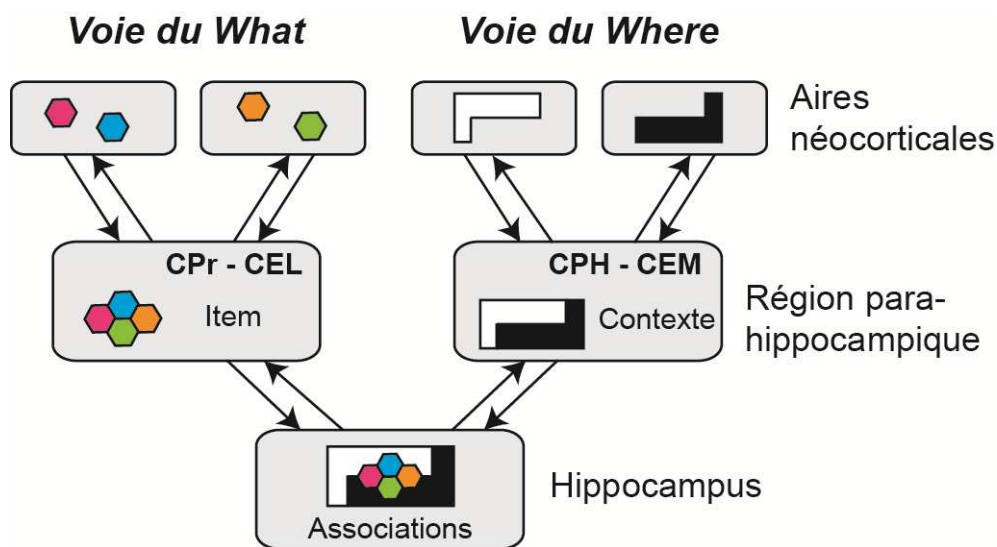 Voie du What
Voie du Where
Aires
néocorticales
CPr - CEL
Item
CPH - CEM
Contexte
Région para-
hippocampique
Associations
Hippocampus